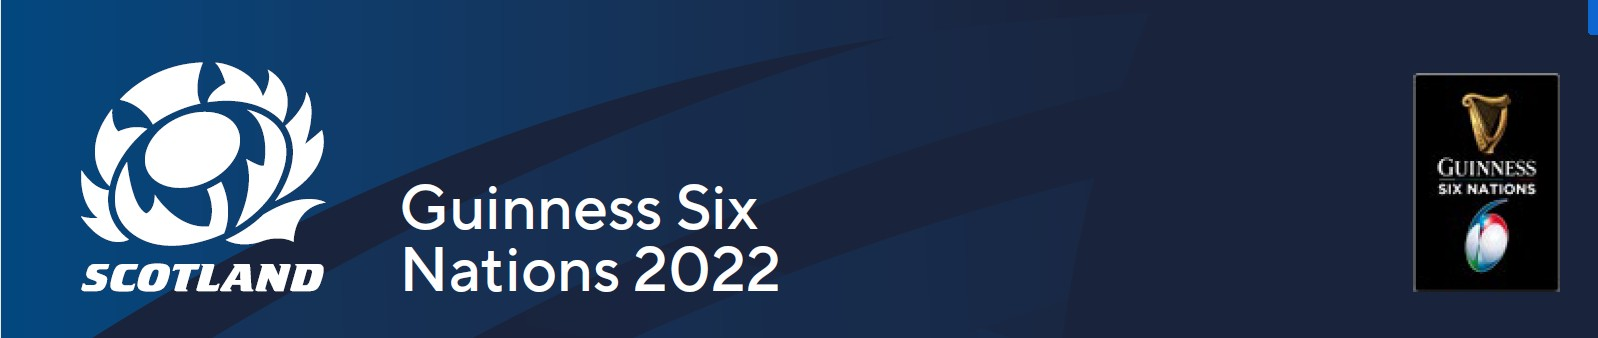 SCOTLAND
Guinness Six
Nations 2022
GUINNESS
SIX NATIONS